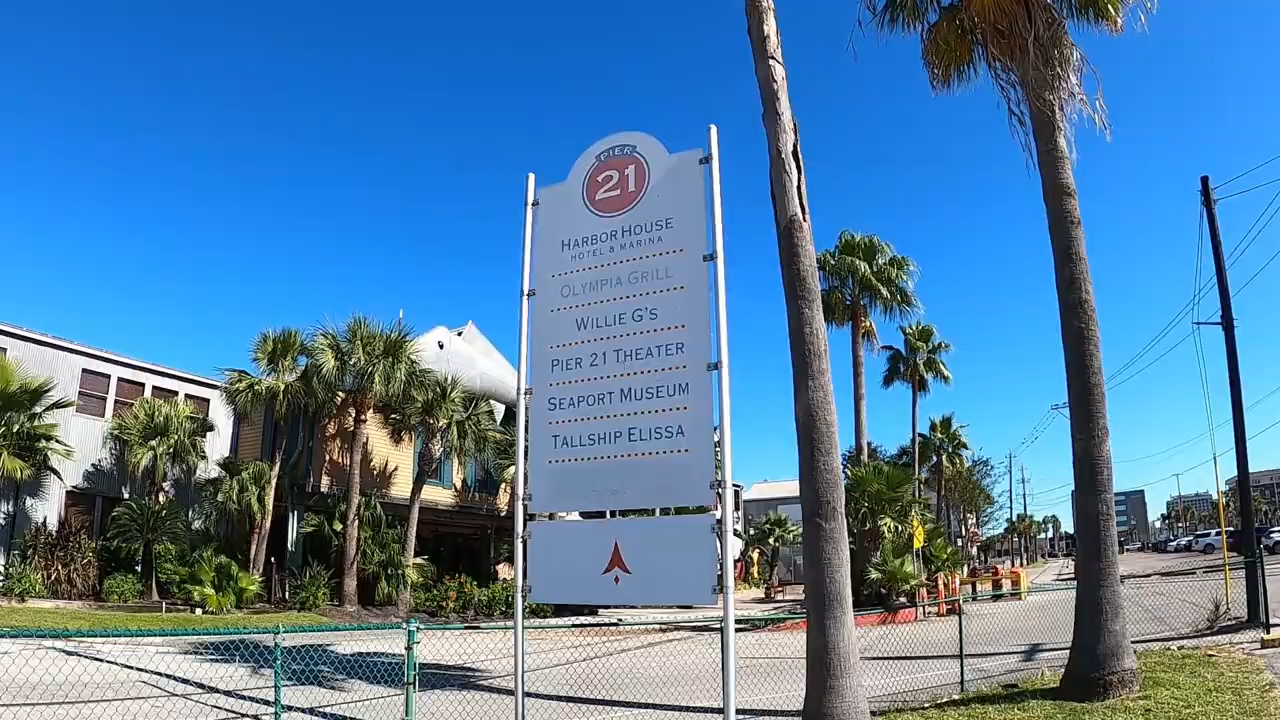 PIER
21
HARBOR HOUSE
HOTEL & MARINA
OLYMPIA GRILL
WILLIE G'S
PIER 21 THEATER
SEAPORT MUSEUM
TALLSHIP ELISSA